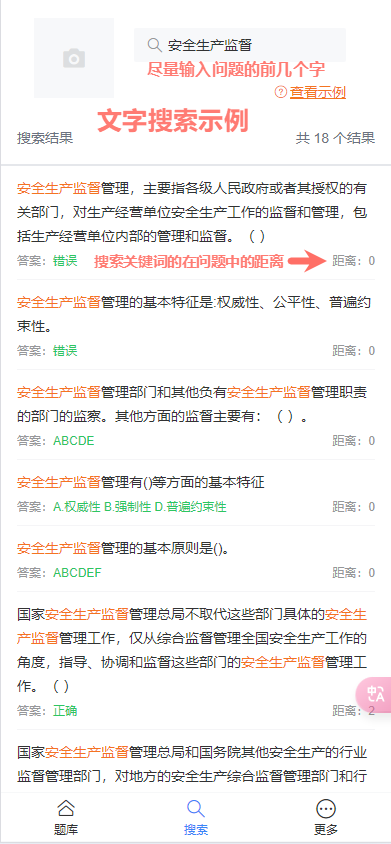 安全生产监督
尽量输入问题的前几个字
查看示例
文字搜索示例
搜索结果
共 18 个结果
安全生产监督管理，主要指各级人民政府或者其授权的有
关部门，对生产经营单位安全生产工作的监督和管理，包
括生产经营单位内部的管理和监督。（ ）
答案：错误
搜索关键词的在问题中的距离
距离：0
安全生产监督管理的基本特征是:权威性、公平性、普遍约
束性。
答案：错误
距离：0
安全生产监督管理部门和其他负有安全生产监督管理职责
的部门的监察。其他方面的监督主要有：（ ）。
答案：ABCDE
距离：0
安全生产监督管理有()等方面的基本特征
答案：A.权威性 B.强制性 D.普遍约束性
距离：0
安全生产监督管理的基本原则是()。
答案：ABCDEF
距离：0
国家安全生产监督管理总局不取代这些部门具体的安全生
产监督管理工作，仅从综合监督管理全国安全生产工作的
角度，指导、协调和监督这些部门的安全生产监督管理工
作。（ ）
答案：正确
距离：2
国家安全生产监督管理总局和国务院其他安全生产的行业
监督管理部门，对地方的安全生产综合监督管理部门和行
题库
搜索
更多